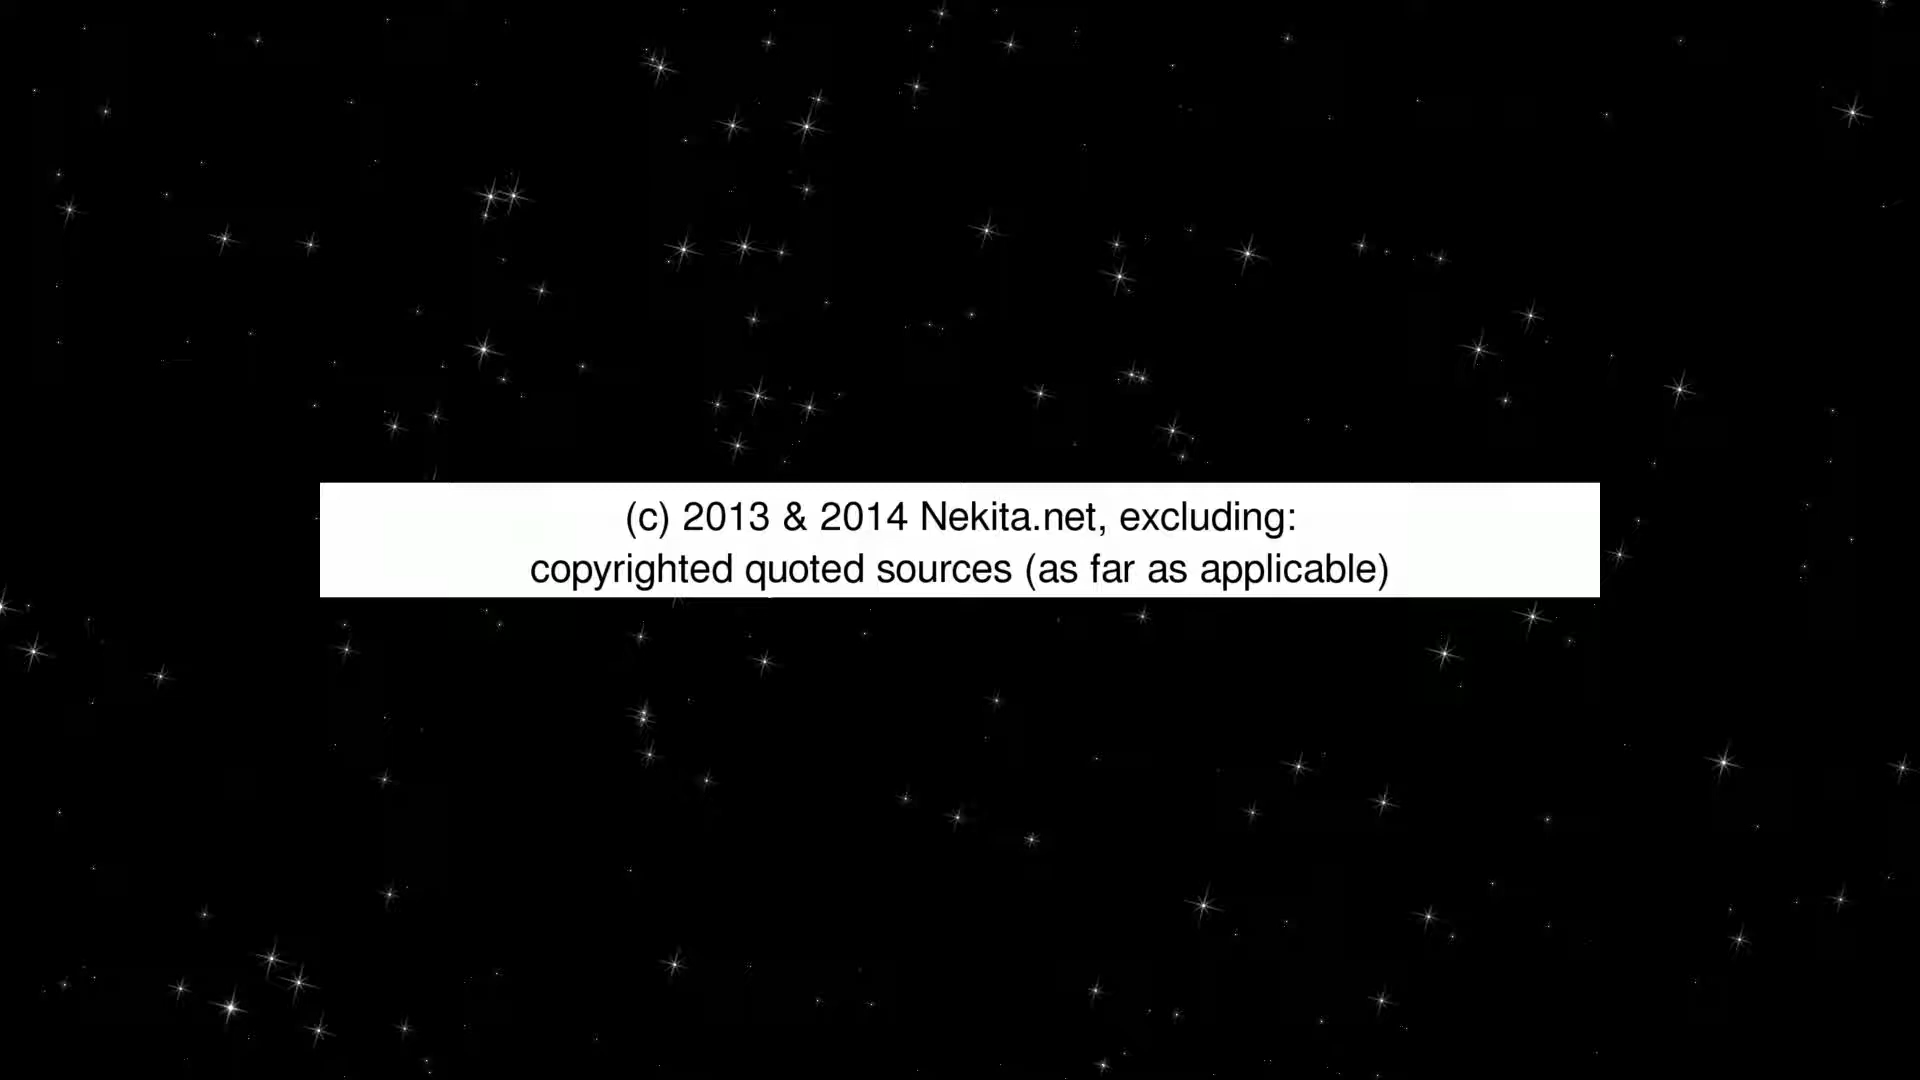 (c) 2013 & 2014 Nekita.net, excluding:
copyrighted quoted sources (as far as applicable)